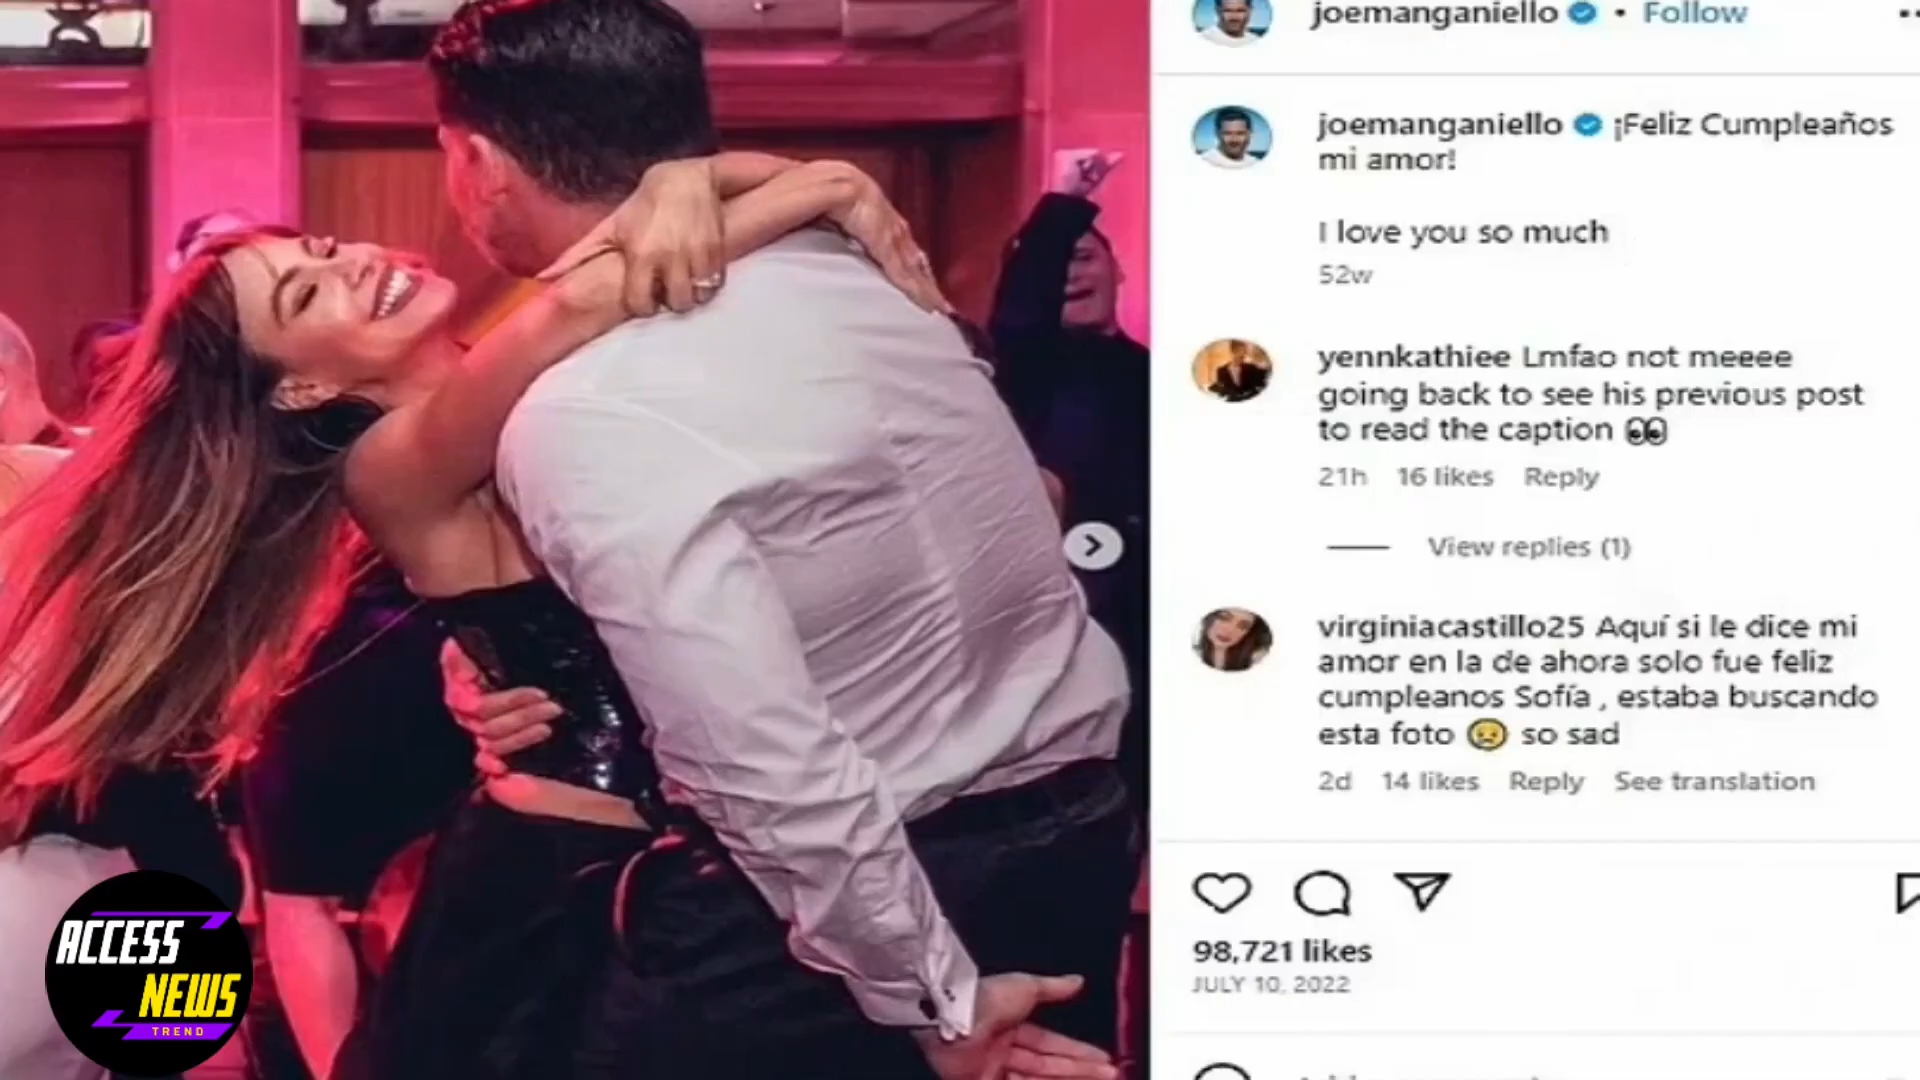 joemanganiello • Follow
joemanganiello ¡Feliz Cumpleaños
mi amor!
I love you so much
52w
yennkathiee Lmfao not meeee
going back to see his previous post
to read the caption 👀
21h 16 likes Reply
View replies (1)
virginiacastillo25 Aquí si le dice mi
amor en la de ahora solo fue feliz
cumpleanos Sofía , estaba buscando
esta foto 😢 so sad
2d 14 likes Reply See translation
98,721 likes
JULY 10, 2022
ACCESS
NEWS
TREND